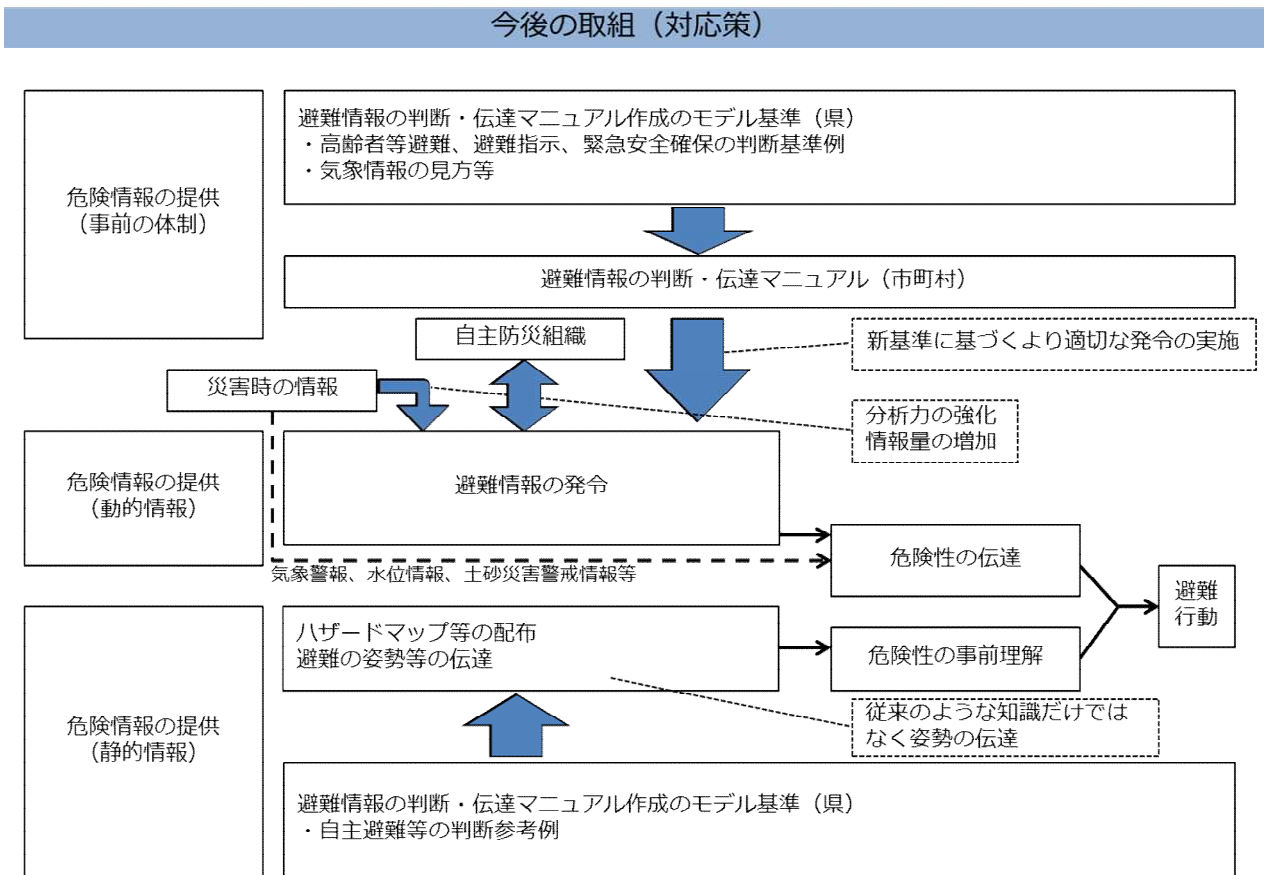 今後の取組（対応策）
危険情報の提供
（事前の体制）
避難情報の判断・伝達マニュアル作成のモデル基準（県）
・高齢者等避難、避難指示、緊急安全確保の判断基準例
・気象情報の見方等
避難情報の判断・伝達マニュアル（市町村）
自主防災組織
新基準に基づくより適切な発令の実施
災害時の情報
分析力の強化
情報量の増加
危険情報の提供
（動的情報）
避難情報の発令
気象警報、水位情報、土砂災害警戒情報等
危険性の伝達
避難
行動
危険情報の提供
（静的情報）
ハザードマップ等の配布
避難の姿勢等の伝達
危険性の事前理解
従来のような知識だけでは
なく姿勢の伝達
避難情報の判断・伝達マニュアル作成のモデル基準（県）
・自主避難等の判断参考例